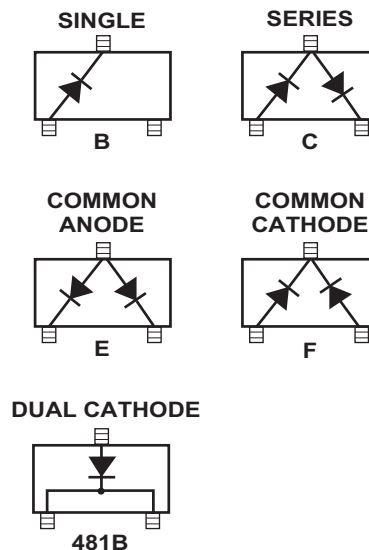 SINGLE
SERIES
B
C
COMMON
ANODE
COMMON
CATHODE
E
F
DUAL CATHODE
481B